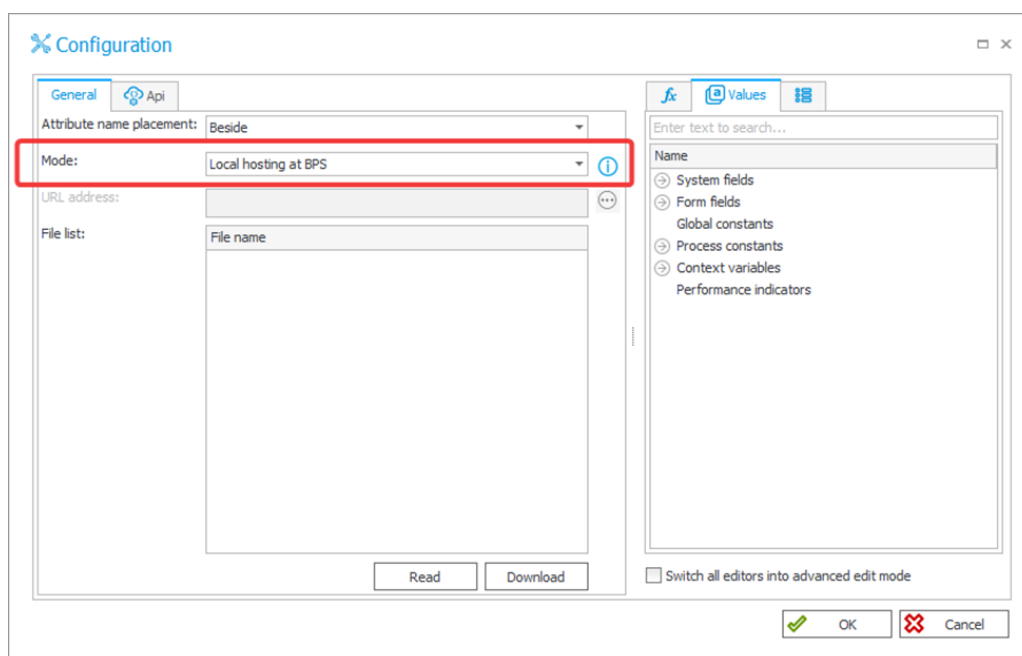 Configuration
General
Api
Attribute name placement:
Beside
Mode:
Local hosting at BPS
URL address:
File list:
File name
Read
Download
fx
Values
Enter text to search...
Name
System fields
Form fields
Global constants
Process constants
Context variables
Performance indicators
Switch all editors into advanced edit mode
OK
Cancel